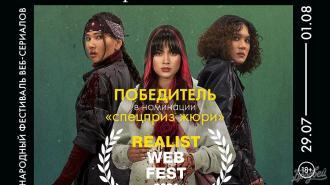 НАРОДНЫЙ ФЕСТИВАЛЬ ВЕБ-СЕРИАЛОВ
ПОБЕДИТЕЛЬ
в номинации
«спецприз жюри»
REALIST
WEB
FEST
29.07
01.08
18+